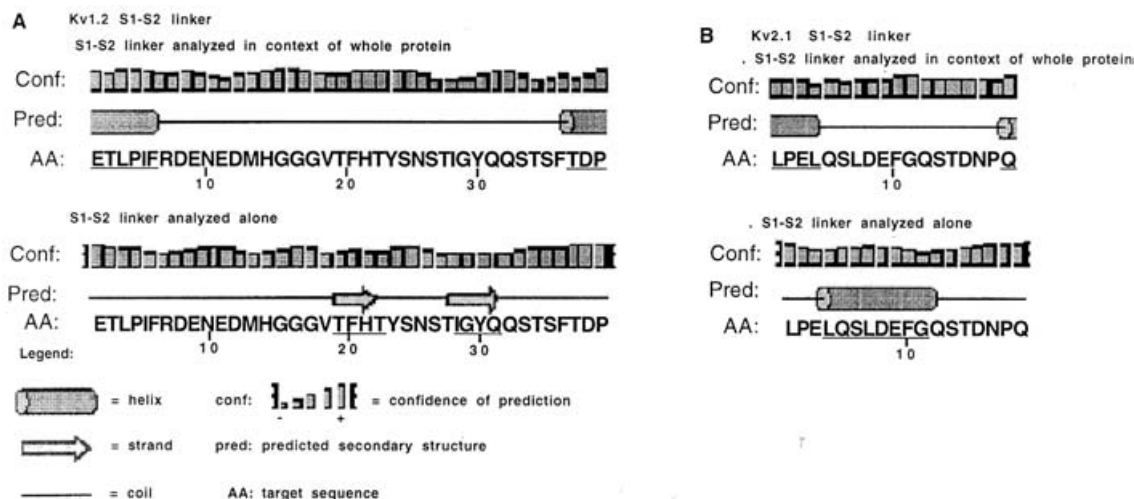 A
Kv1.2 S1-S2 linker
S1-S2 linker analyzed in context of whole protein
Conf:
Pred:
AA: ETLPIFRDENEDMHGGGVTFHTYSNSTIGYQQSTSFTDP
10 20 30
S1-S2 linker analyzed alone
Conf:
Pred:
AA: ETLPIFRDENEDMHGGGVTFHTYSNSTIGYQQSTSFTDP
10 20 30
Legend:
= helix
conf: = confidence of prediction
- +
= strand
pred: predicted secondary structure
= coil
AA: target sequence
B
Kv2.1 S1-S2 linker
. S1-S2 linker analyzed in context of whole protein
Conf:
Pred:
AA: LPELQSLDEFGQSTDNPQ
10
. S1-S2 linker analyzed alone
Conf:
Pred:
AA: LPELQSLDEFGQSTDNPQ
10